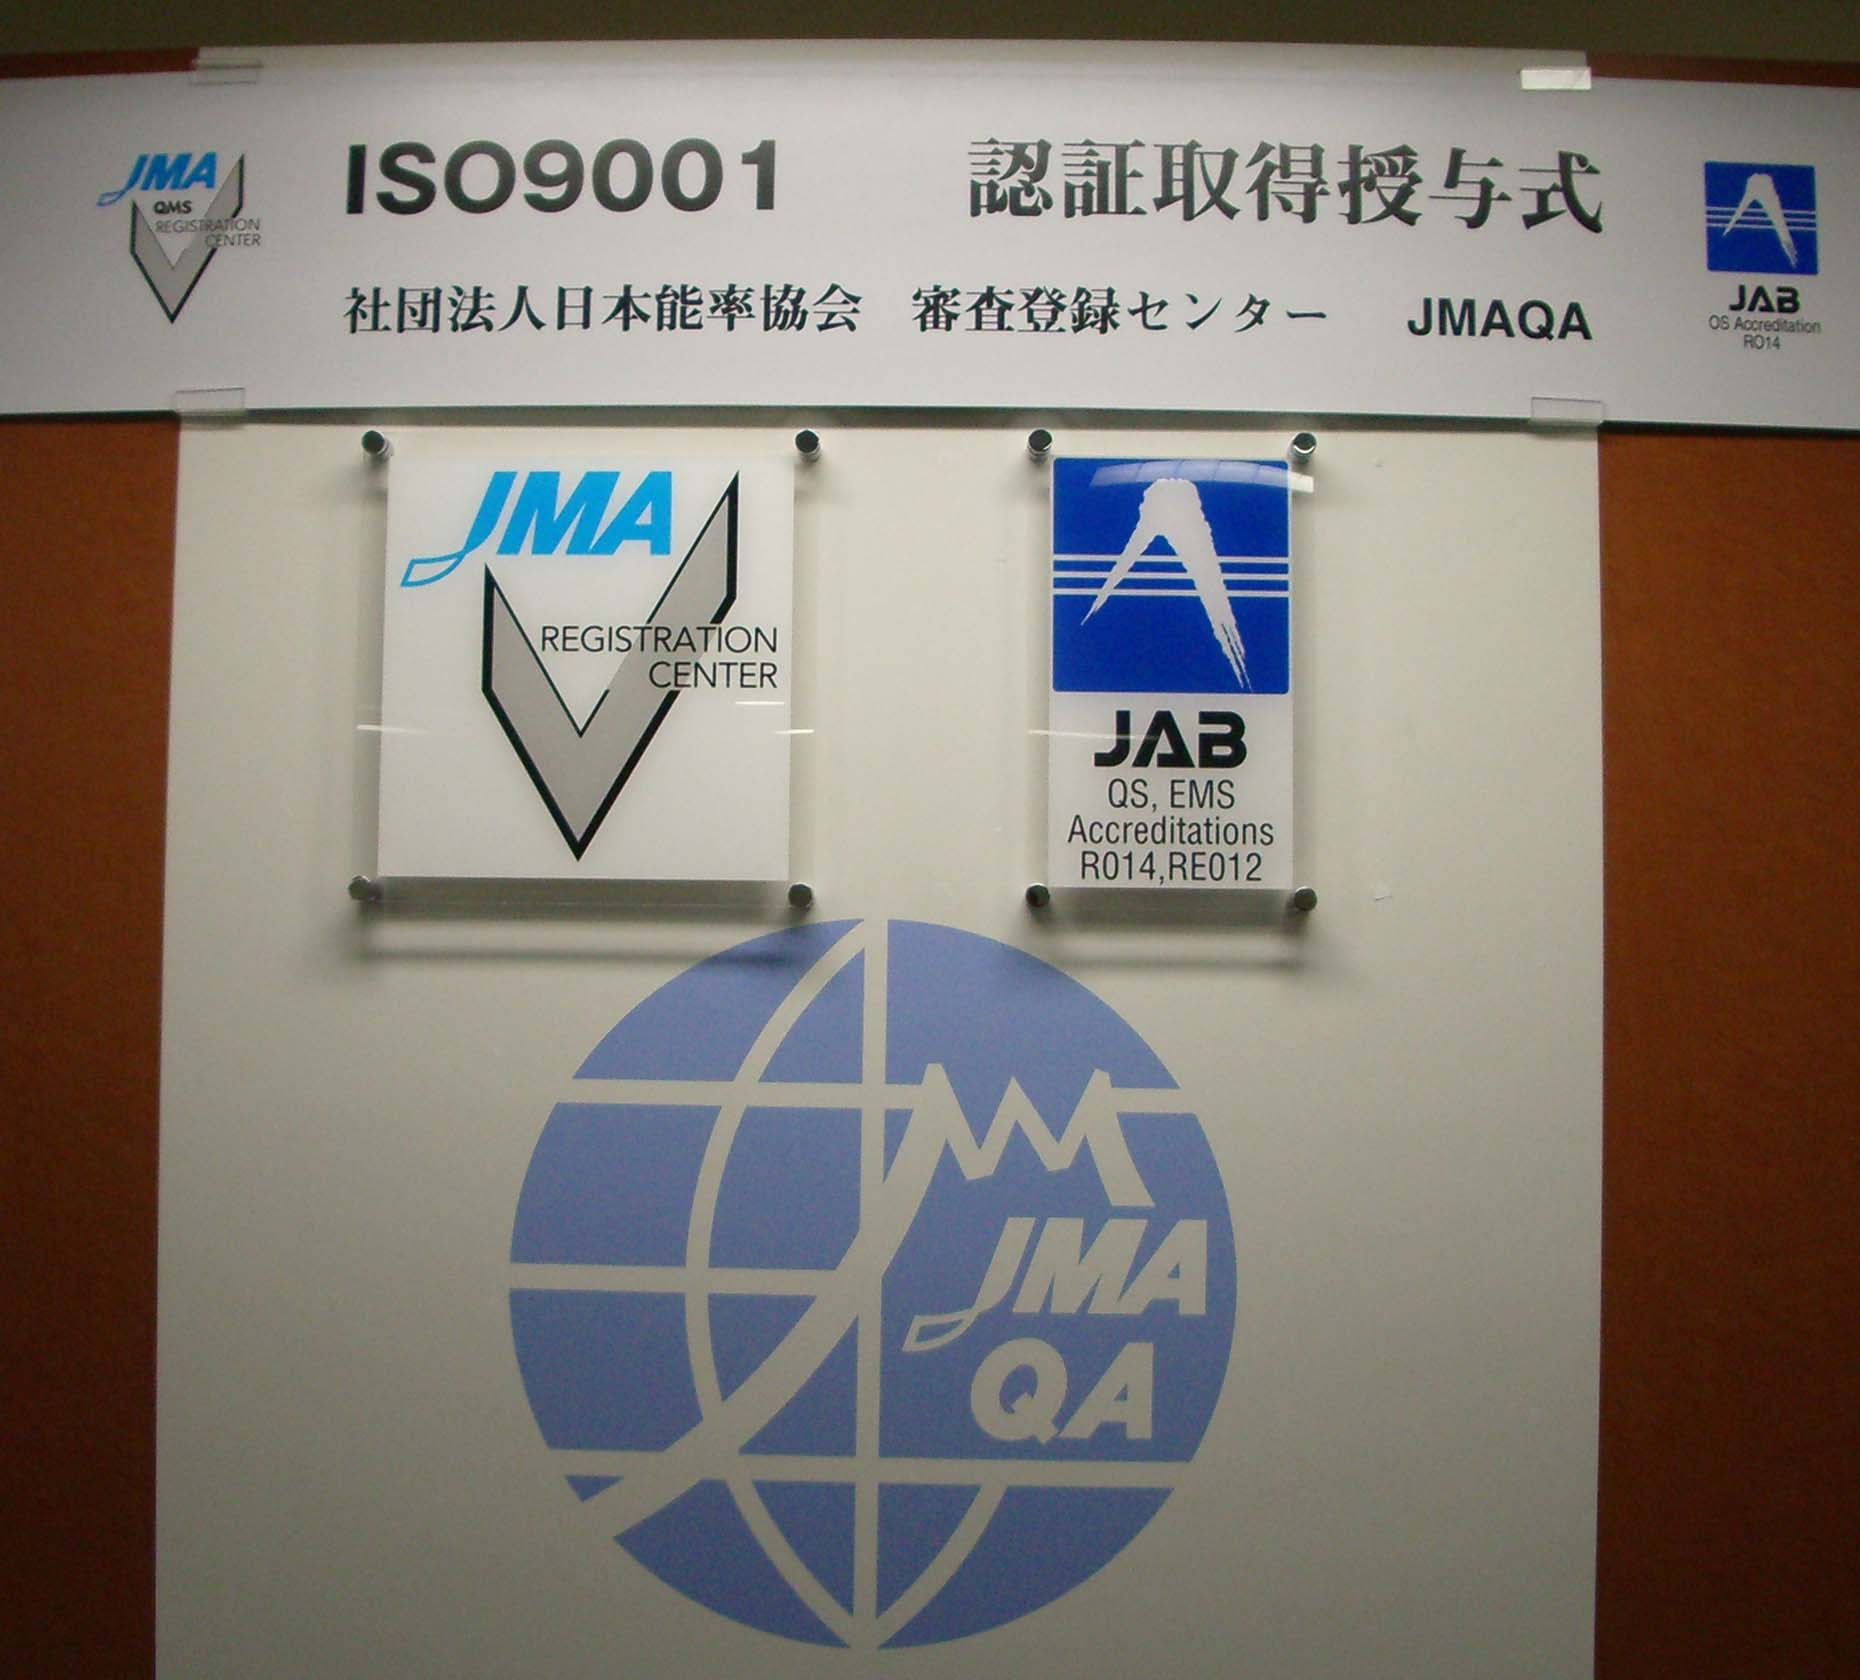 JMA
QMS
REGISTRATION
CENTER
ISO9001 認証取得授与式
社団法人日本能率協会 審査登録センター JMAQA
JAB
QS Accreditation
R014
JMA
REGISTRATION
CENTER
JAB
QS, EMS
Accreditations
R014,RE012
JMA
QA